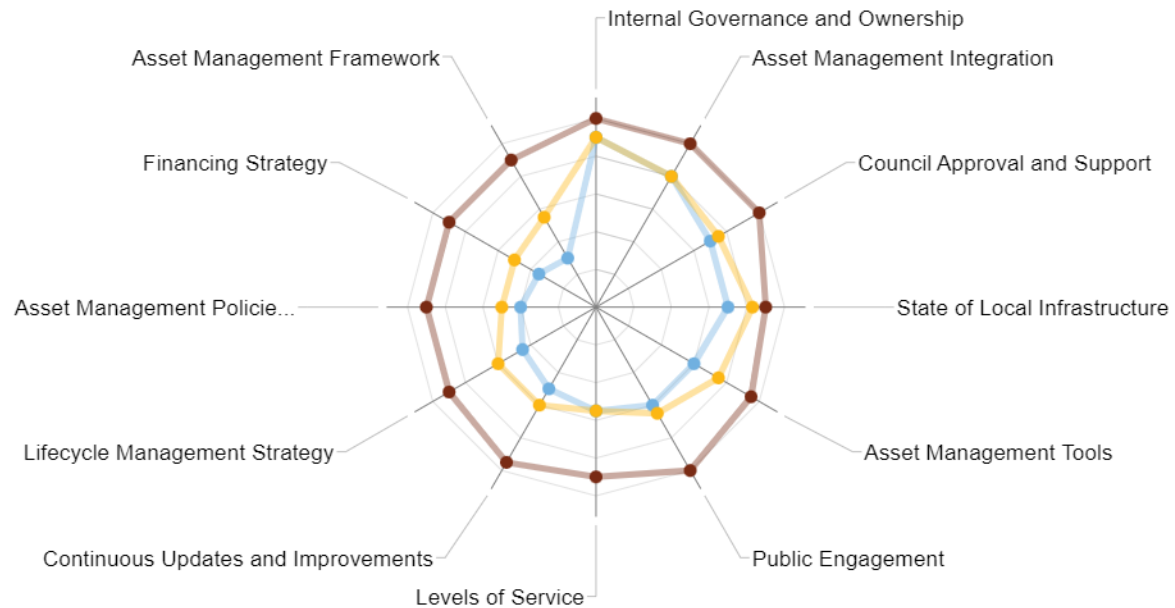 Internal Governance and Ownership
Asset Management Framework
Asset Management Integration
Financing Strategy
Council Approval and Support
Asset Management Policie...
State of Local Infrastructure
Lifecycle Management Strategy
Asset Management Tools
Continuous Updates and Improvements
Public Engagement
Levels of Service